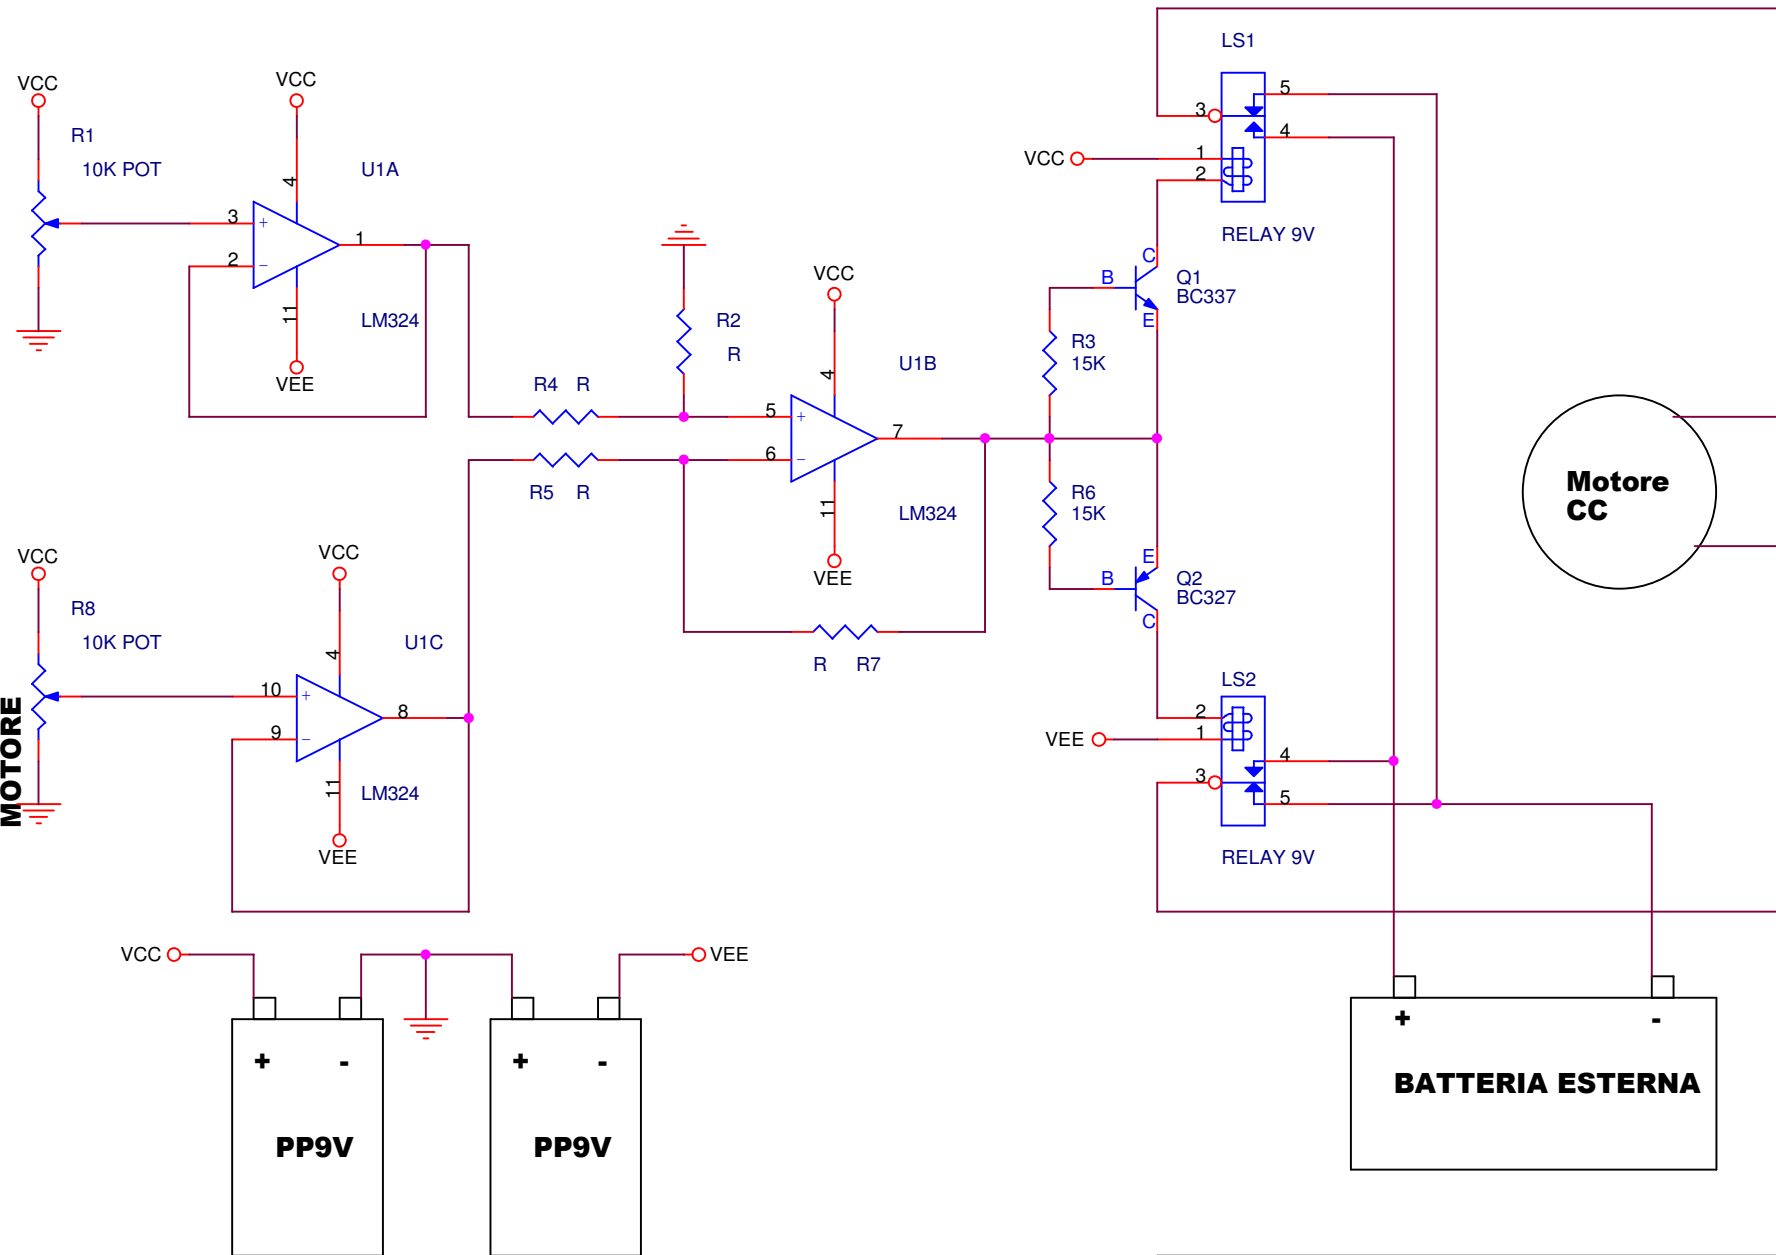 LS1
VCC
VCC
5
3
R1
4
10K POT
4
U1A
VCC
1
2
3
1
RELAY 9V
2
C
VCC
B
Q1
BC337
11
LM324
R2
E
R
R3
15K
VEE
U1B
4
R4 R
5
7
6
Motore
CC
R5 R
11
LM324
R6
15K
VCC
VCC
E
VEE
B
Q2
BC327
R8
C
10K POT
4
U1C
R R7
LS2
10
8
2
9
VEE
1
MOTORE
4
3
11
LM324
5
VEE
RELAY 9V
VCC
VEE
+ -
+ -
+ -
BATTERIA ESTERNA
PP9V
PP9V